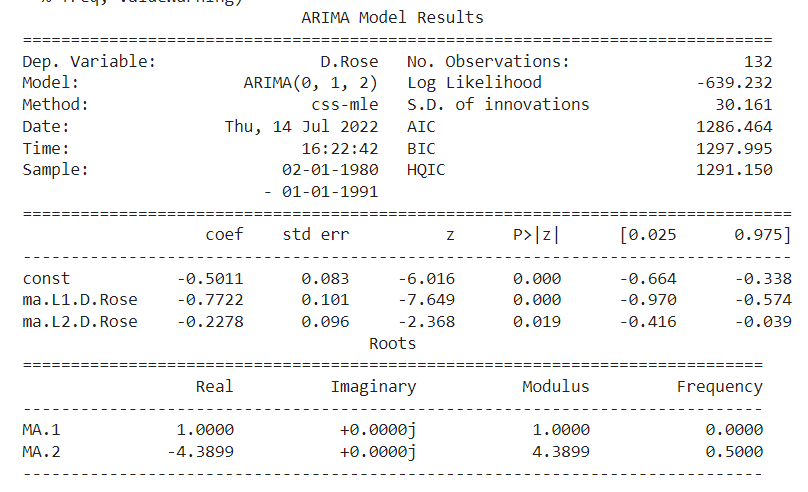 % freq, ValueWarning)
ARIMA Model Results
==============================================================================
Dep. Variable: D.Rose No. Observations: 132
Model: ARIMA(0, 1, 2) Log Likelihood -639.232
Method: css-mle S.D. of innovations 30.161
Date: Thu, 14 Jul 2022 AIC 1286.464
Time: 16:22:42 BIC 1297.995
Sample: 02-01-1980 HQIC 1291.150
- 01-01-1991
================================================================================
coef std err z P>|z| [0.025 0.975]
--------------------------------------------------------------------------------
const -0.5011 0.083 -6.016 0.000 -0.664 -0.338
ma.L1.D.Rose -0.7722 0.101 -7.649 0.000 -0.970 -0.574
ma.L2.D.Rose -0.2278 0.096 -2.368 0.019 -0.416 -0.039
Roots
=============================================================================
Real Imaginary Modulus Frequency
-----------------------------------------------------------------------------
MA.1 1.0000 +0.0000j 1.0000 0.0000
MA.2 -4.3899 +0.0000j 4.3899 0.5000
-----------------------------------------------------------------------------